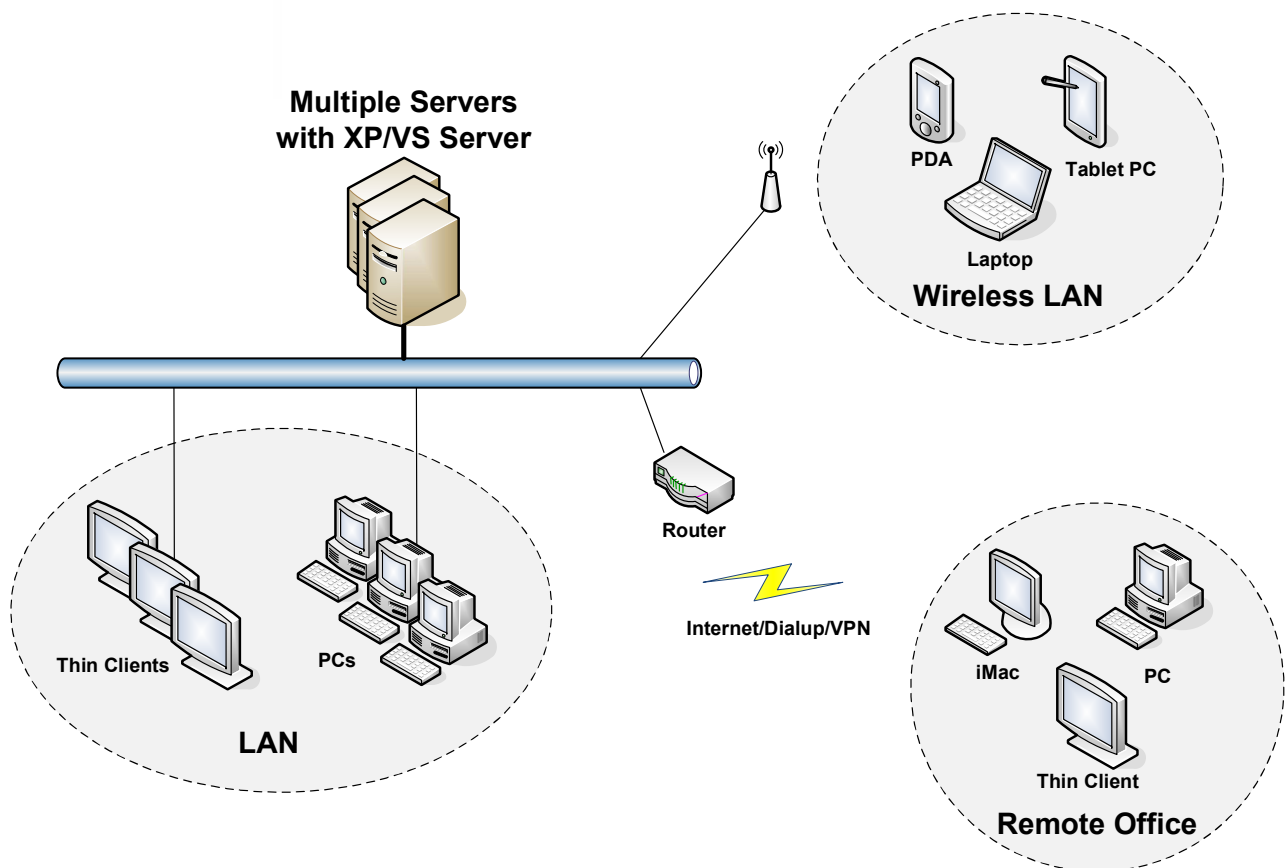 Multiple Servers
with XP/VS Server
PDA
Tablet PC
Laptop
Wireless LAN
Router
Internet/Dialup/VPN
Thin Clients
PCs
LAN
iMac
PC
Thin Client
Remote Office